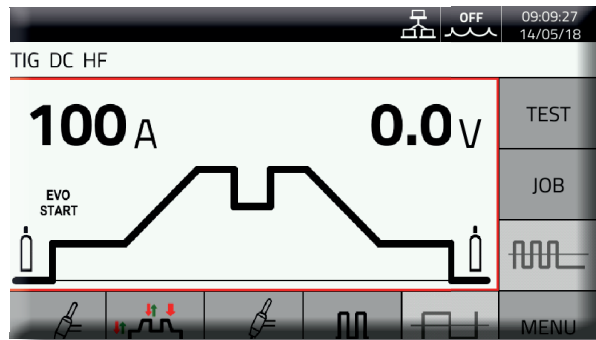 OFF
09:09:27
14/05/18
TIG DC HF
100 A
0.0 V
TEST
EVO
START
JOB
MENU